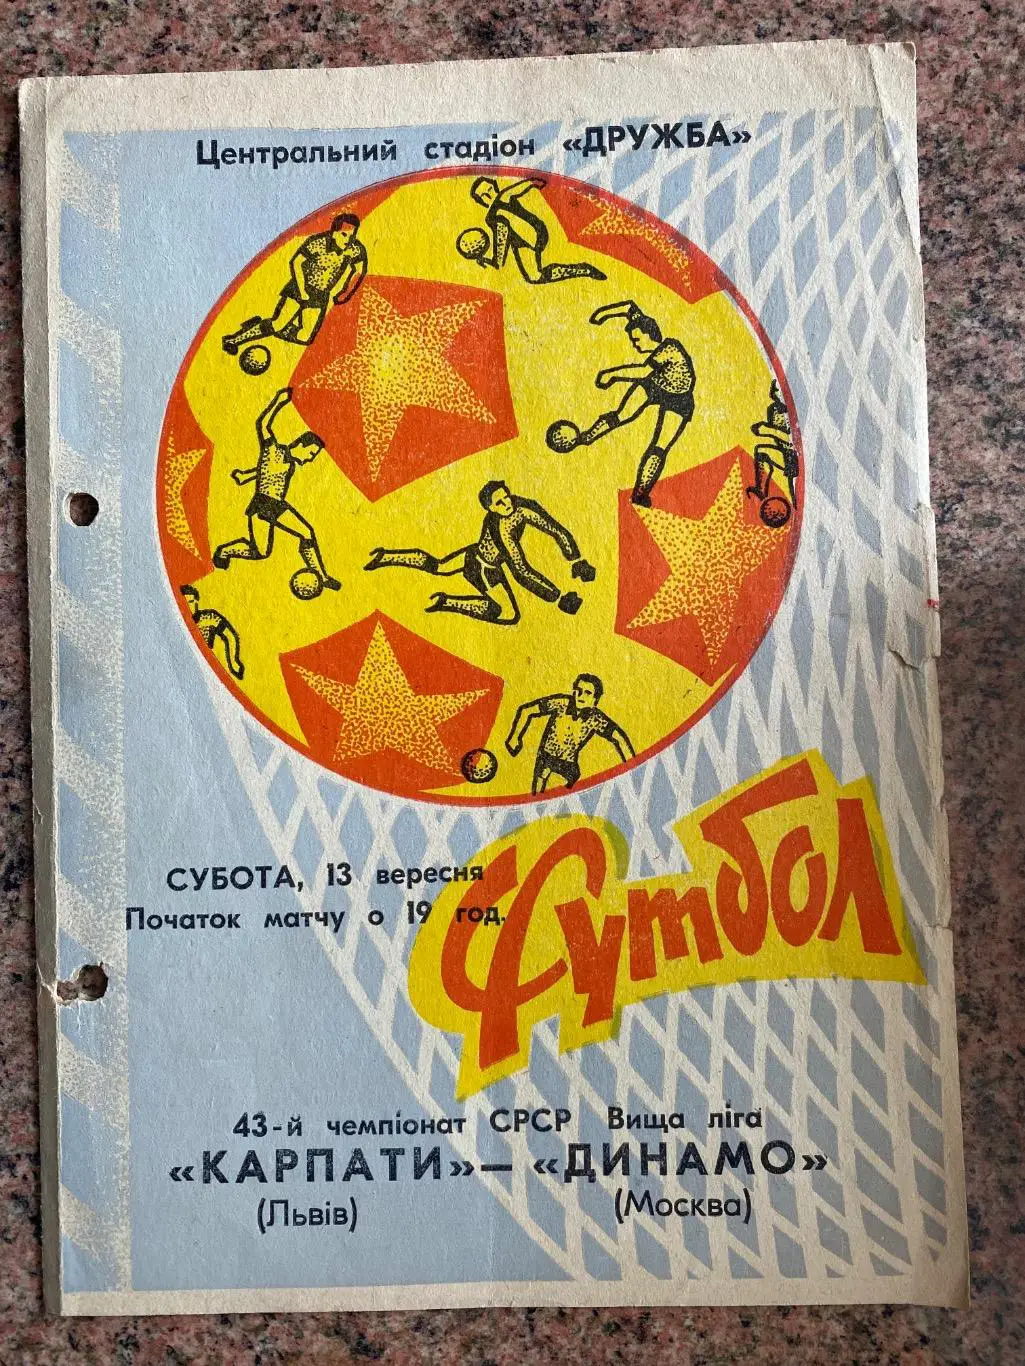 Центральний стадіон «ДРУЖБА»
СУБОТА, 13 вересня
Початок матчу о 19 год.
Футбол
43-й чемпіонат СРСР Вища ліга
«КАРПАТИ» — «ДИНАМО»
(Львів) (Москва)